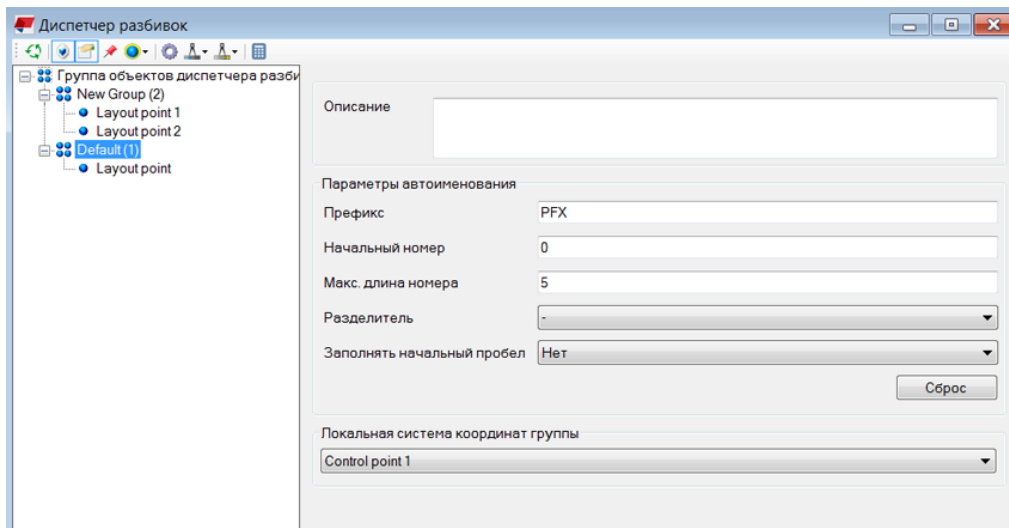 Диспетчер разбивок
Группа объектов диспетчера разби
New Group (2)
Layout point 1
Layout point 2
Default (1)
Layout point
Описание
Параметры автоименования
Префикс PFX
Начальный номер 0
Макс. длина номера 5
Разделитель -
Заполнять начальный пробел Нет
Сброс
Локальная система координат группы
Control point 1